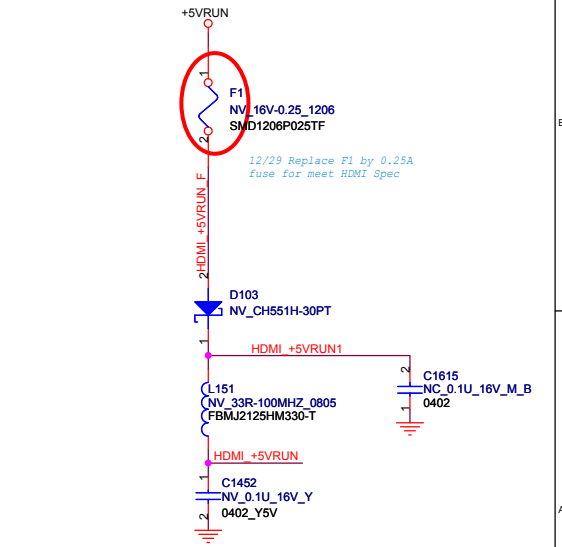 +5VRUN
1
F1
NV_16V-0.25_1206
SMD1206P025TF
2
12/29 Replace F1 by 0.25A
fuse for meet HDMI Spec
HDMI_+5VRUN_F
2
D103
NV_CH551H-30PT
1
HDMI_+5VRUN1
2
C1615
NC_0.1U_16V_M_B
0402
1
L151
NV_33R-100MHZ_0805
FBMJ2125HM330-T
HDMI_+5VRUN
1
C1452
NV_0.1U_16V_Y
0402_Y5V
2